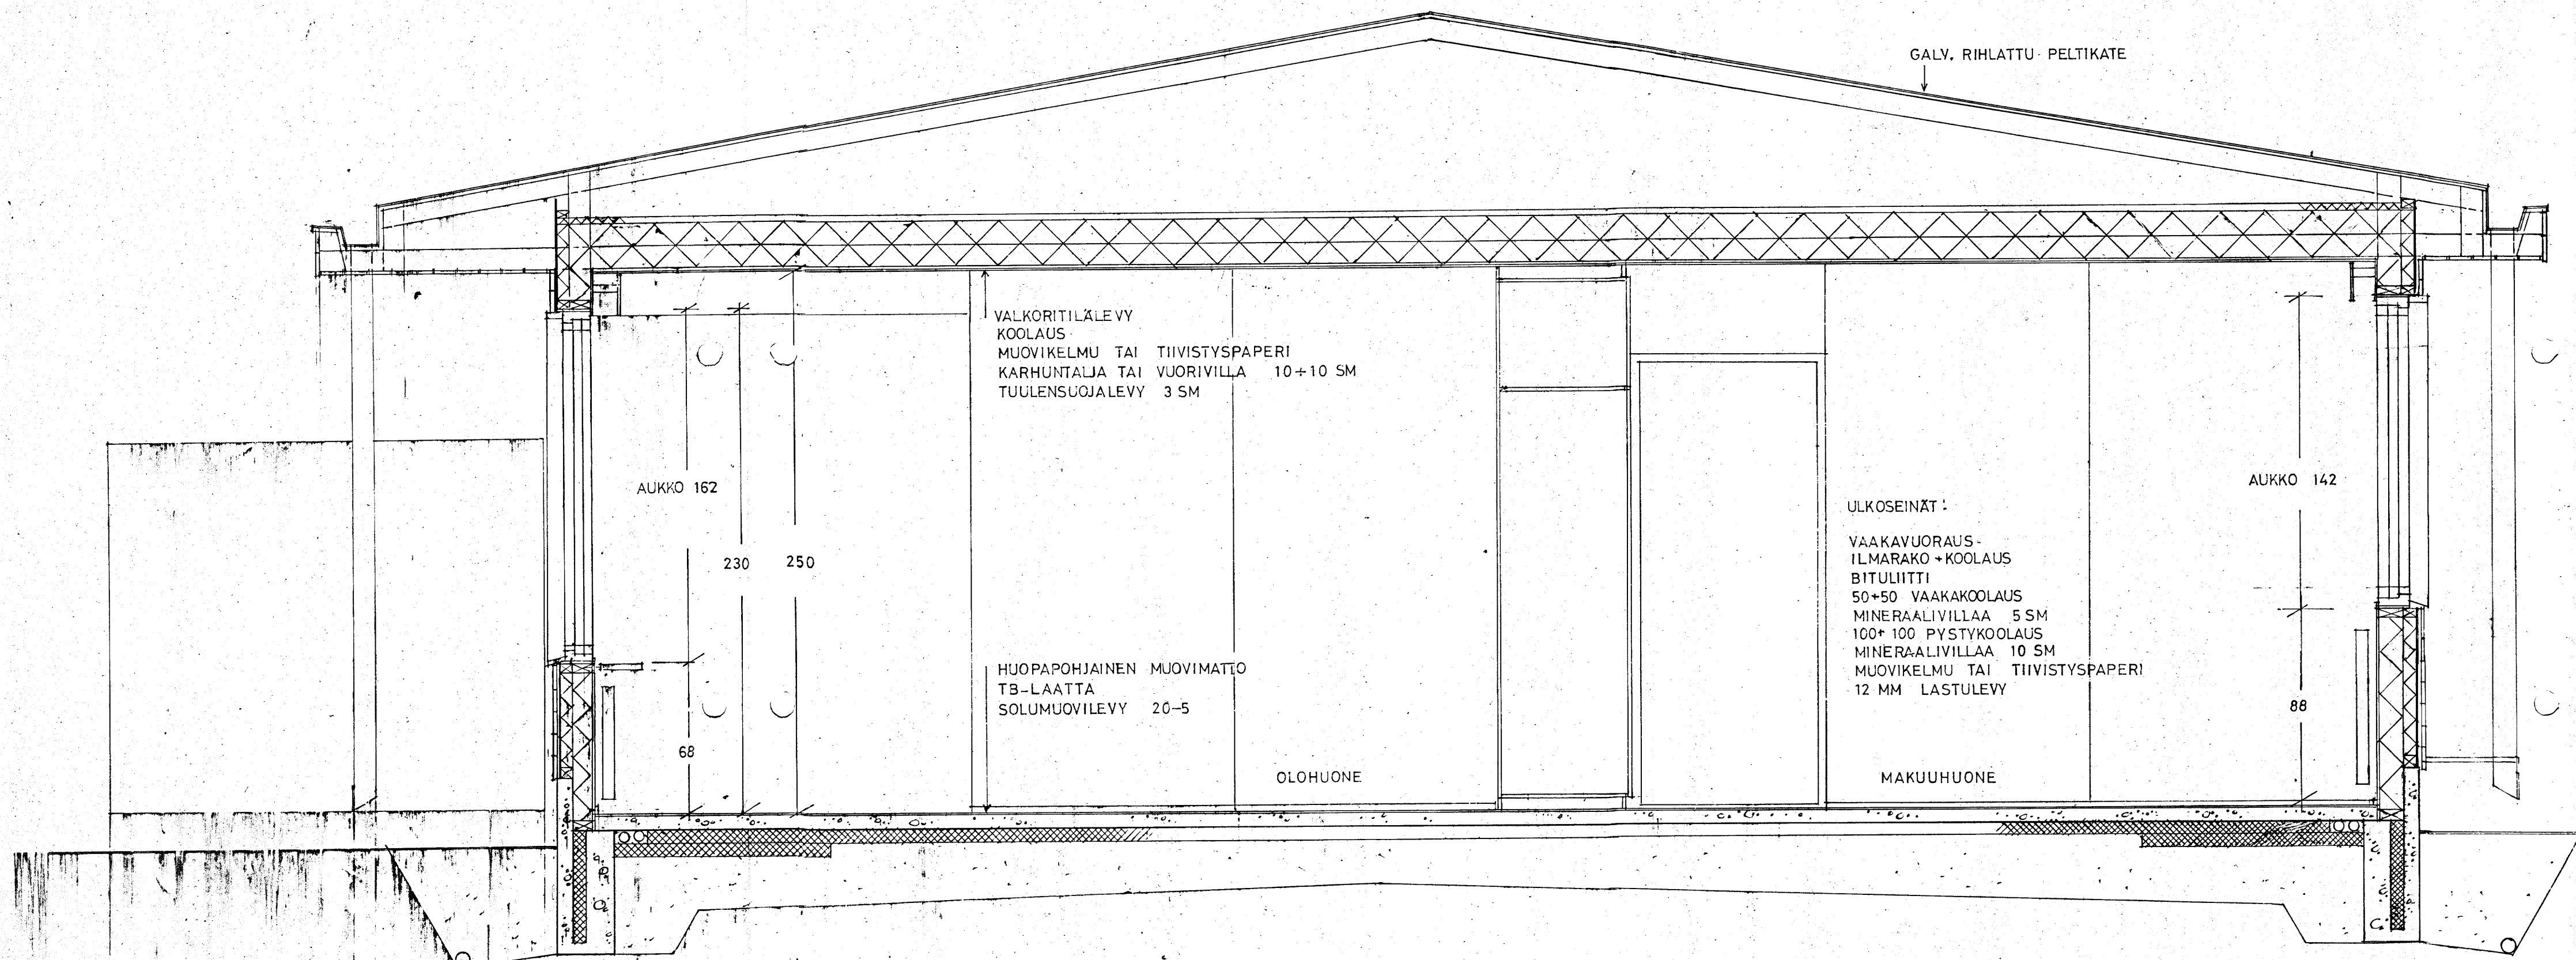 GALV. RIHLATTU PELTIKATE
VALKORITILÄLEVY
KOOLAUS
MUOVIKELMU TAI TIIVISTYSPAPERI
KARHUNTALJA TAI VUORIVILLA 10+10 SM
TUULENSUOJALEVY 3 SM
AUKKO 162
230
250
68
HUOPAPOHJAINEN MUOVIMATTO
TB-LAATTA
SOLUMUOVILEVY 20-5
OLOHUONE
ULKOSEINÄT:
VAAKAVUORAUS
ILMARAKO+KOOLAUS
BITULIITTI
50+50 VAAKAKOOLAUS
MINERAALIVILLAA 5 SM
100+100 PYSTYKOOLAUS
MINERAALIVILLAA 10 SM
MUOVIKELMU TAI TIIVISTYSPAPERI
12 MM LASTULEVY
MAKUUHUONE
AUKKO 142
88